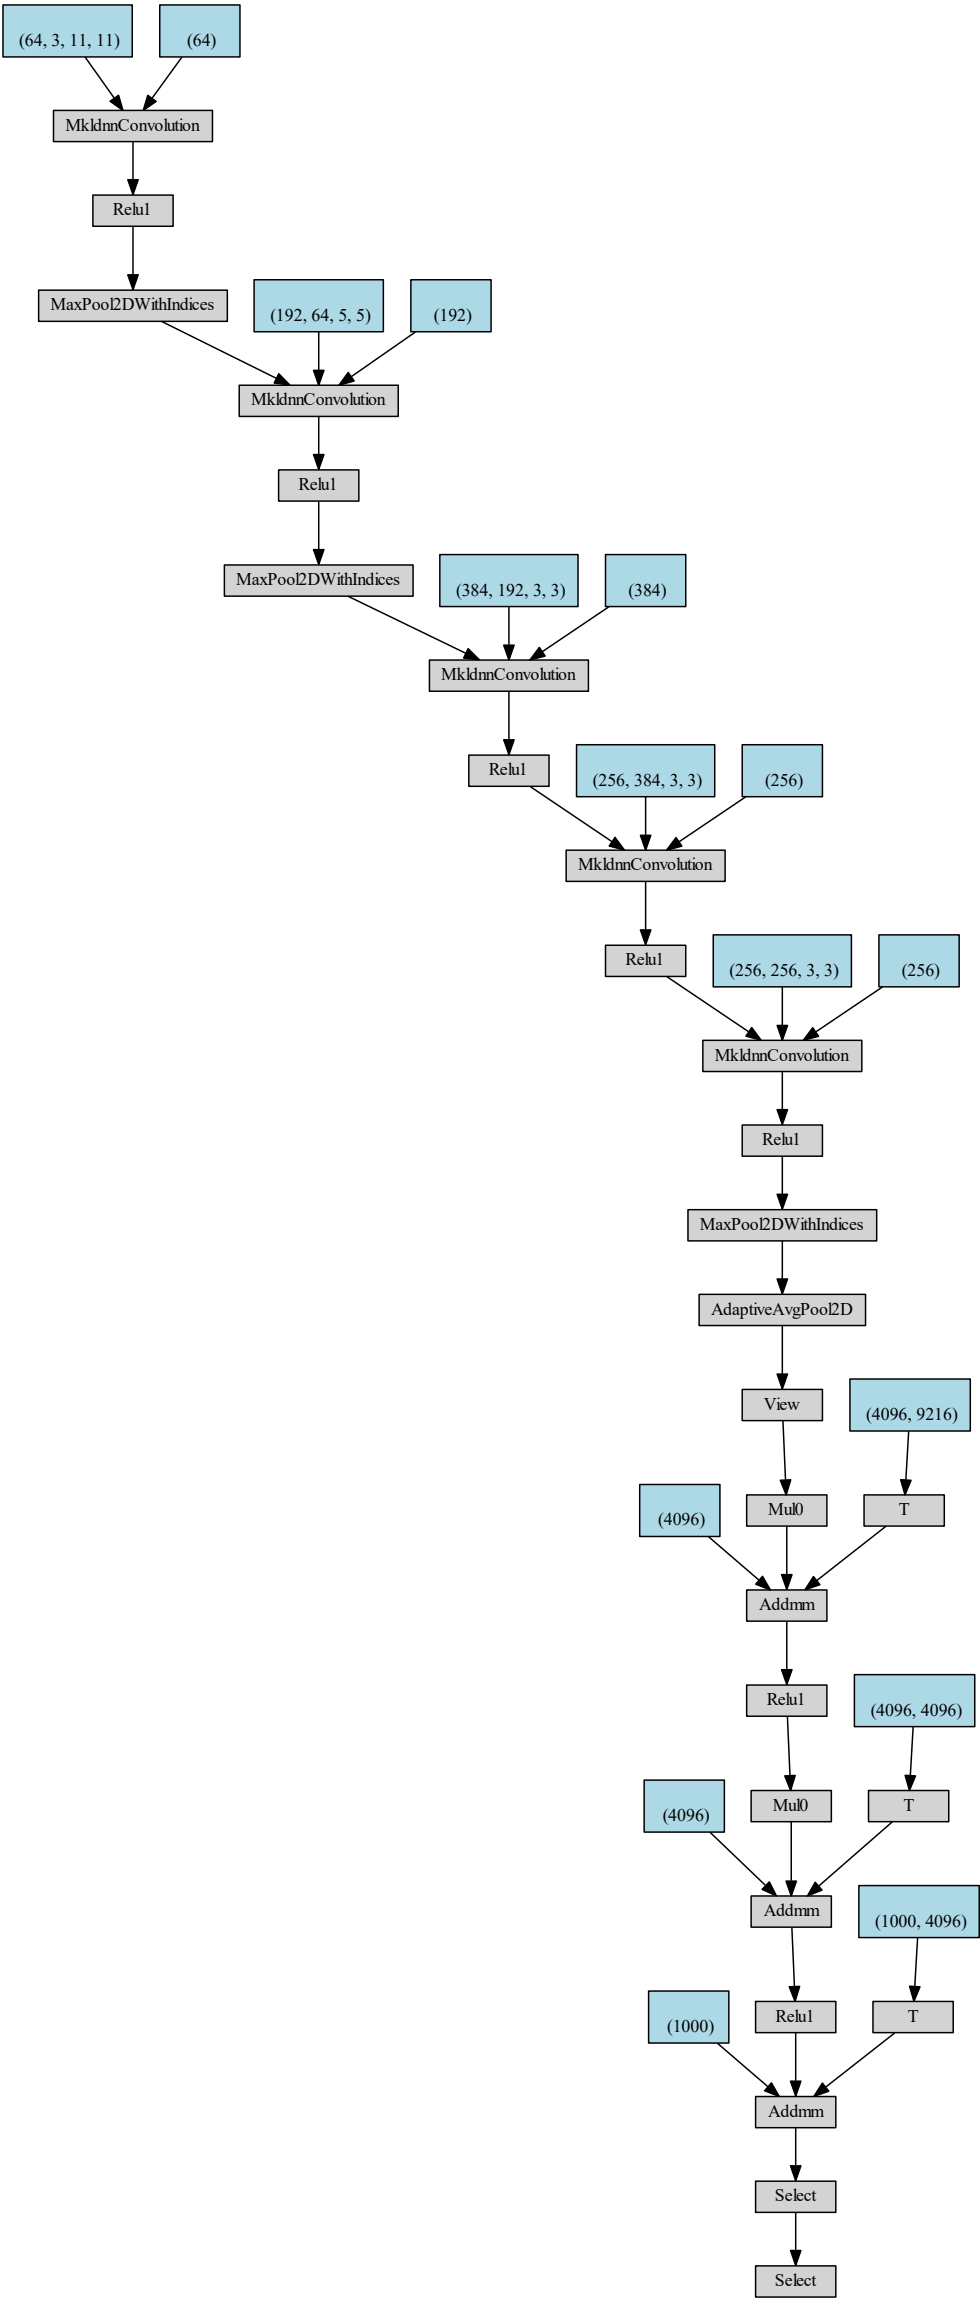 (64, 3, 11, 11)
(64)
MkldnnConvolution
Relu1
MaxPool2DWithIndices
(192, 64, 5, 5)
(192)
MkldnnConvolution
Relu1
MaxPool2DWithIndices
(384, 192, 3, 3)
(384)
MkldnnConvolution
Relu1
(256, 384, 3, 3)
(256)
MkldnnConvolution
Relu1
(256, 256, 3, 3)
(256)
MkldnnConvolution
Relu1
MaxPool2DWithIndices
AdaptiveAvgPool2D
View
(4096, 9216)
(4096)
Mul0
T
Addmm
Relu1
(4096, 4096)
(4096)
Mul0
T
Addmm
(1000, 4096)
(1000)
Relu1
T
Addmm
Select
Select